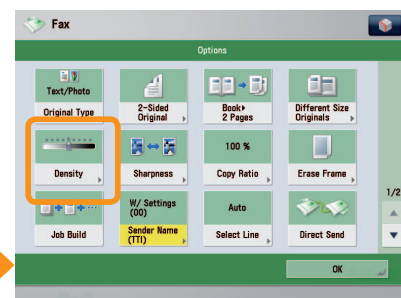 Fax
Options
Text/Photo
Original Type
2-Sided
Original
Book▸
2 Pages
Different Size
Originals
Density
Sharpness
100 %
Copy Ratio
Erase Frame
1/2
Job Build
W/ Settings
(00)
Sender Name
(TTI)
Auto
Select Line
Direct Send
OK